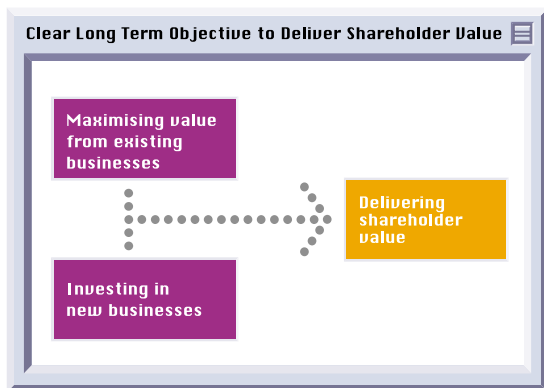 Clear Long Term Objective to Deliver Shareholder Value
Maximising value
from existing
businesses
Delivering
shareholder
value
Investing in
new businesses